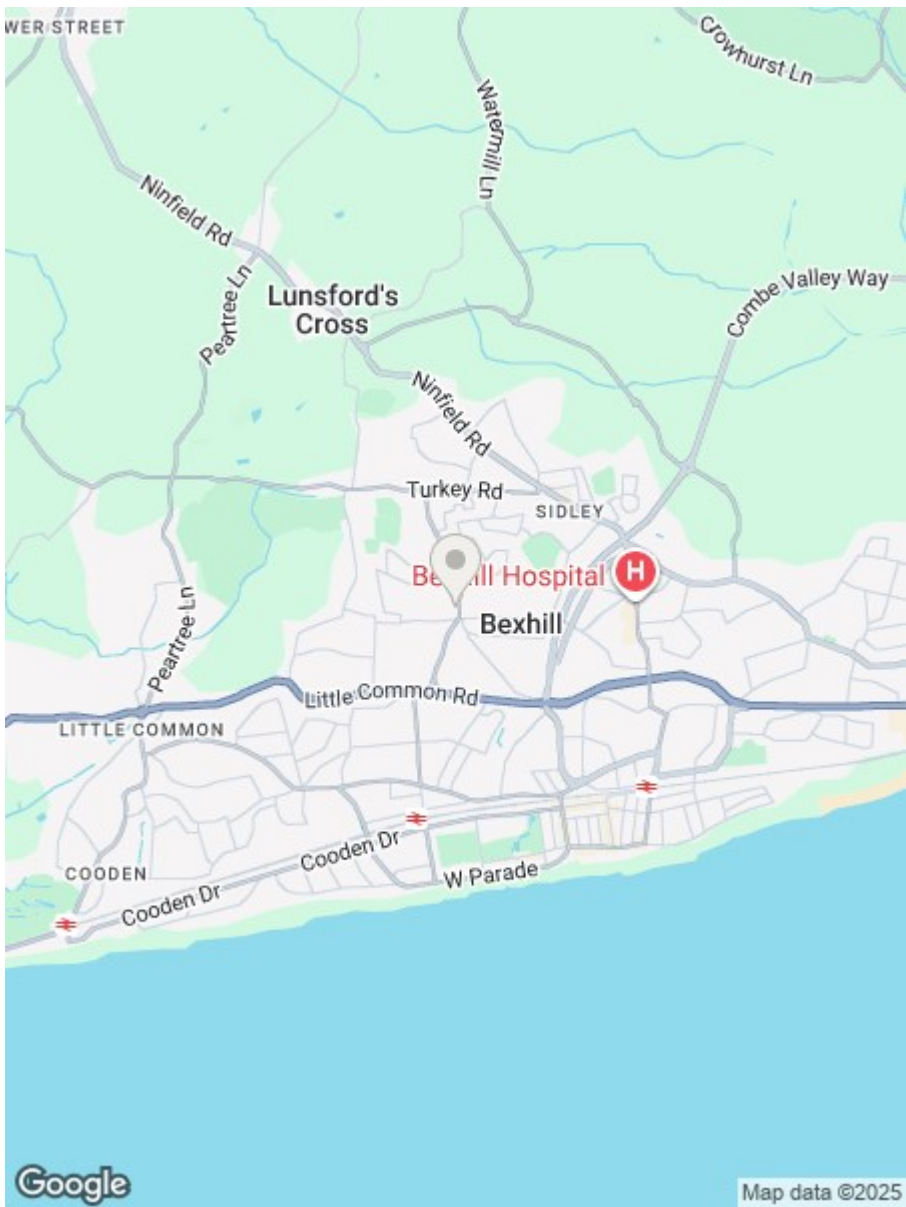 WER STREET
Crowhurst Ln
Watermill Ln
Ninfield Rd
Combe Valley Way
Lunsford's
Cross
Peartree Ln
Ninfield Rd
Turkey Rd
SIDLEY
Bexhill Hospital
H
Bexhill
Peartree Ln
Little Common Rd
LITTLE COMMON
Cooden Dr
W Parade
COODEN
Cooden Dr
Google
Map data ©2025